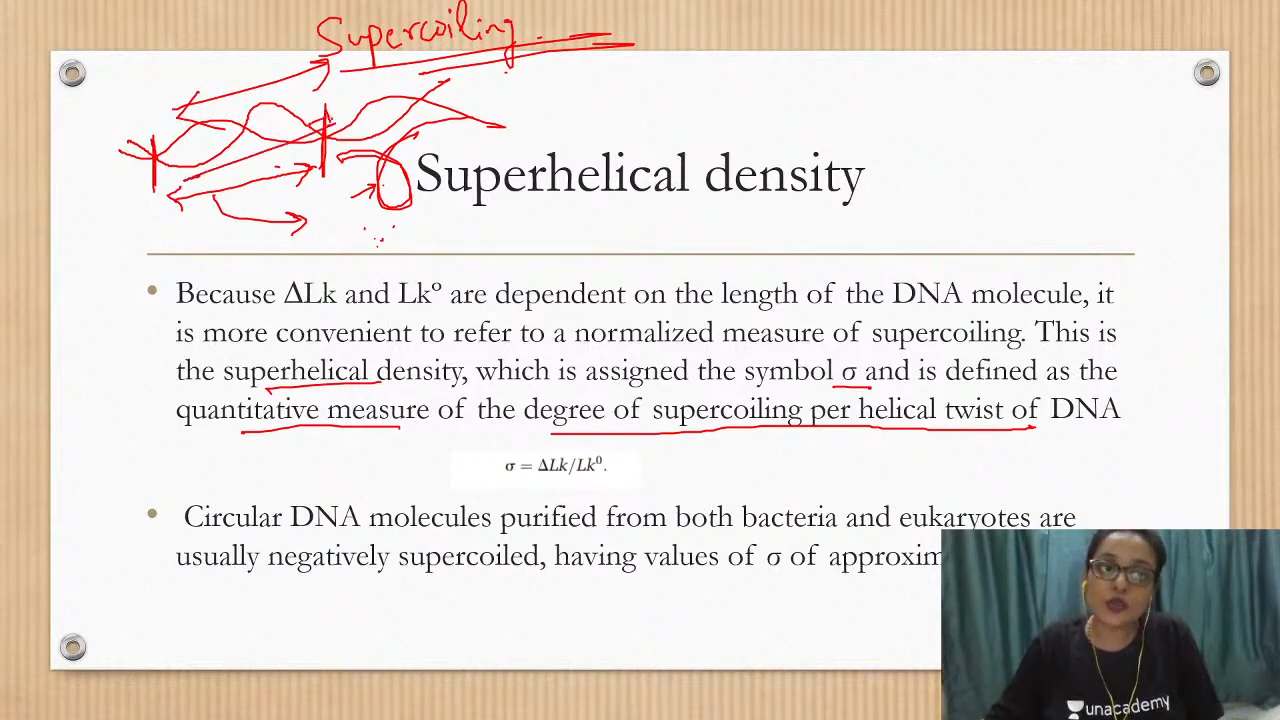 Supercoiling
Superhelical density
• Because ΔLk and Lkº are dependent on the length of the DNA molecule, it
is more convenient to refer to a normalized measure of supercoiling. This is
the superhelical density, which is assigned the symbol σ and is defined as the
quantitative measure of the degree of supercoiling per helical twist of DNA
σ = ΔLk/Lk⁰.
• Circular DNA molecules purified from both bacteria and eukaryotes are
usually negatively supercoiled, having values of σ of approxim
unacademy